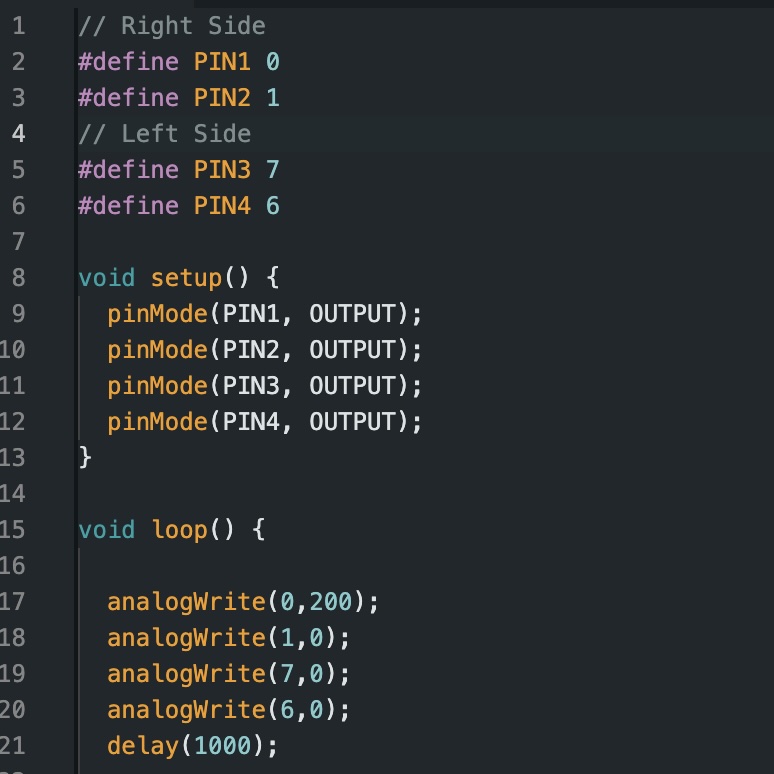 1 // Right Side
2 #define PIN1 0
3 #define PIN2 1
4 // Left Side
5 #define PIN3 7
6 #define PIN4 6
7
8 void setup() {
9   pinMode(PIN1, OUTPUT);
10   pinMode(PIN2, OUTPUT);
11   pinMode(PIN3, OUTPUT);
12   pinMode(PIN4, OUTPUT);
13 }
14
15 void loop() {
16
17   analogWrite(0,200);
18   analogWrite(1,0);
19   analogWrite(7,0);
20   analogWrite(6,0);
21   delay(1000);